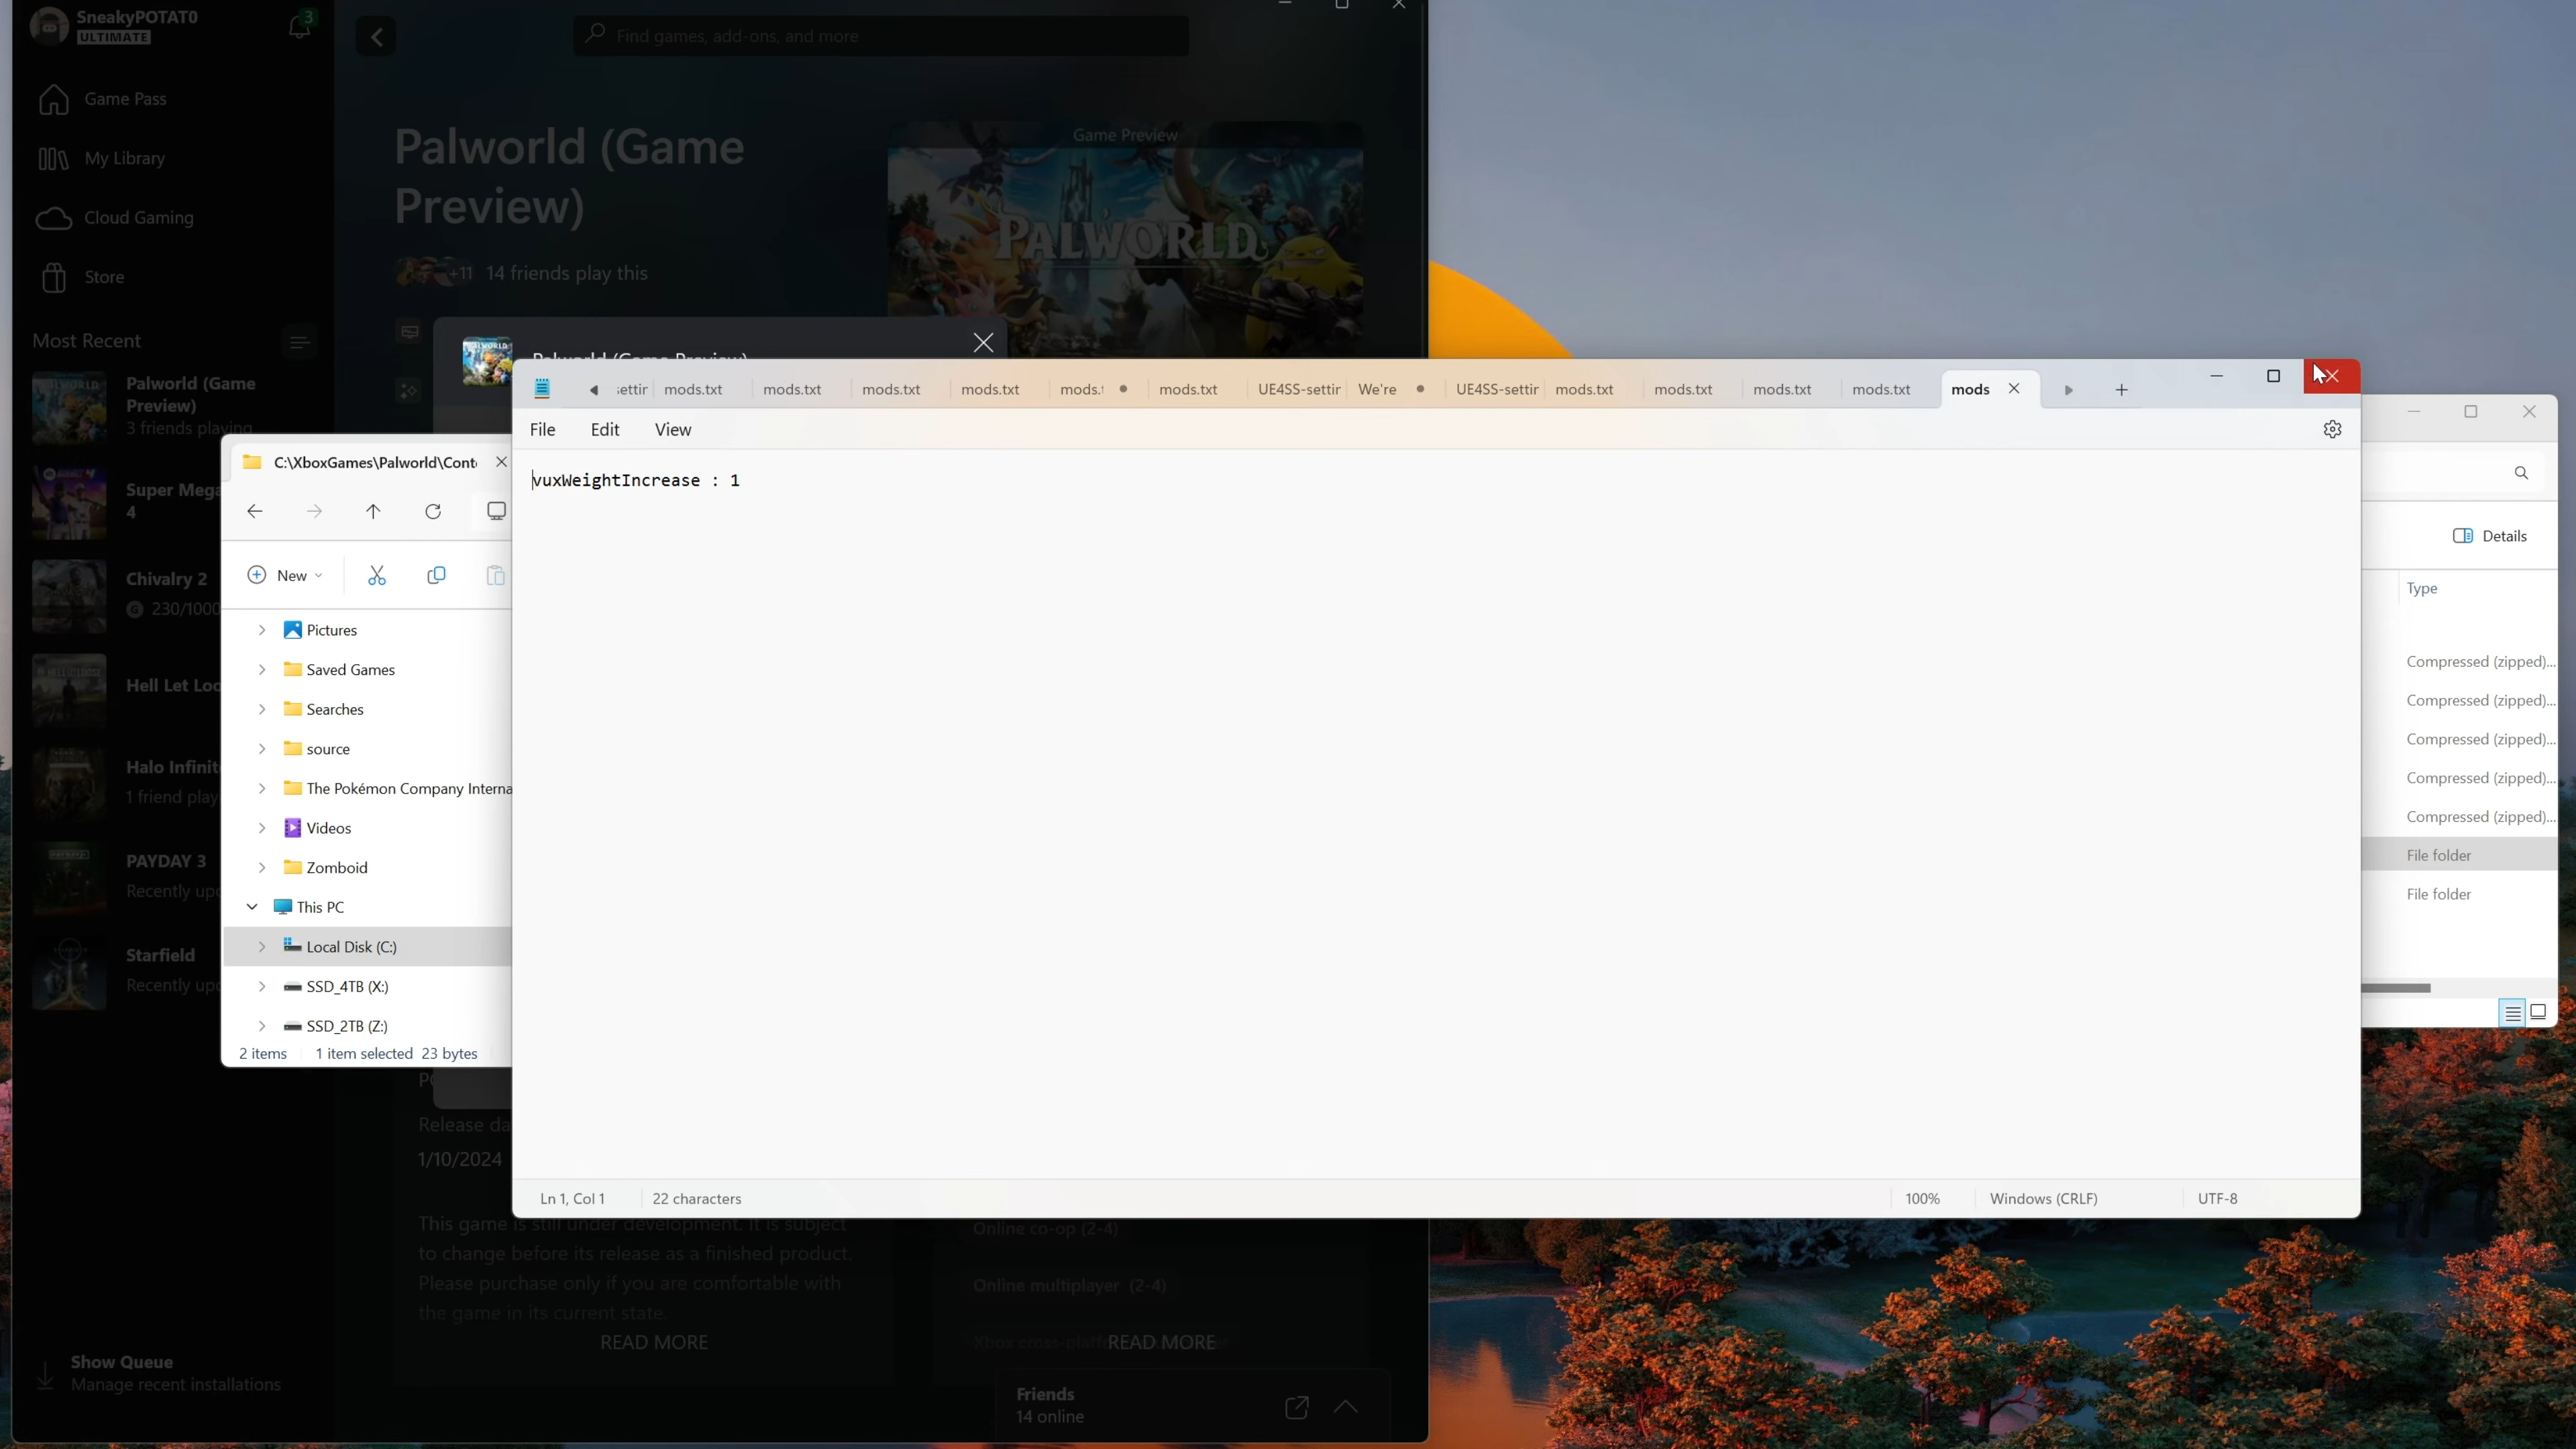 SneakyPOTAT0
ULTIMATE
3
Find games, add-ons, and more
Game Pass
My Library
Cloud Gaming
Store
Most Recent
Palworld (Game
Preview)
3 friends playing
Super Mega
4
Chivalry 2
230/1000
Hell Let Loo
Halo Infinit
1 friend play
PAYDAY 3
Recently upd
Starfield
Recently upd
Show Queue
Manage recent installations
Palworld (Game
Preview)
+11 14 friends play this
Game Preview
PALWORLD
Palworld (Game Preview)
C:\XboxGames\Palworld\Cont
New
Pictures
Saved Games
Searches
source
The Pokémon Company Interna
Videos
Zomboid
This PC
Local Disk (C:)
SSD_4TB (X:)
SSD_2TB (Z:)
2 items 1 item selected 23 bytes
settir mods.txt mods.txt mods.txt mods.txt mods.t mods.txt UE4SS-settir We're UE4SS-settir mods.txt mods.txt mods.txt mods.txt mods
File Edit View
vuxWeightIncrease : 1
Ln 1, Col 1 22 characters 100% Windows (CRLF) UTF-8
Details
Type
Compressed (zipped)...
Compressed (zipped)...
Compressed (zipped)...
Compressed (zipped)...
Compressed (zipped)...
File folder
File folder
Release da
1/10/2024
This game is still under development. It is subject
to change before its release as a finished product.
Please purchase only if you are comfortable with
the game in its current state.
READ MORE
Online co-op (2-4)
Online multiplayer (2-4)
READ MORE
Friends
14 online